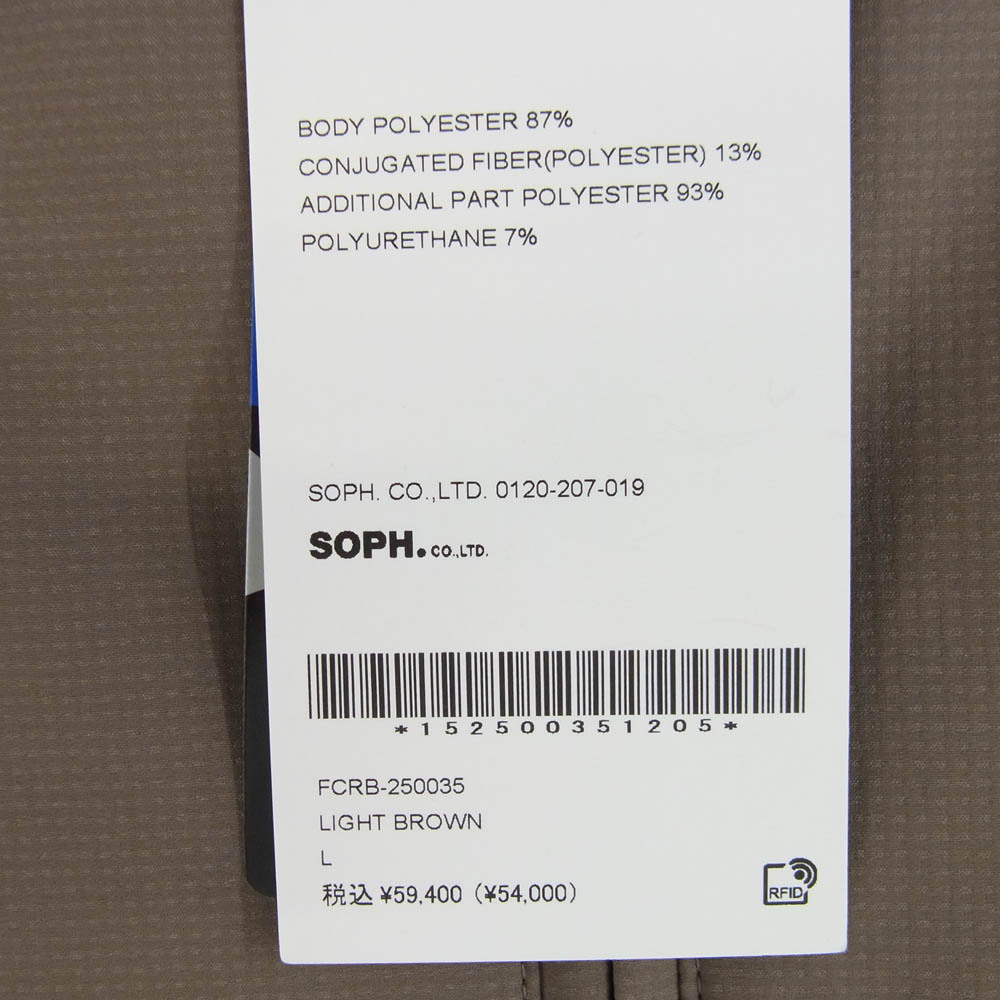 BODY POLYESTER 87%
CONJUGATED FIBER(POLYESTER) 13%
ADDITIONAL PART POLYESTER 93%
POLYURETHANE 7%
SOPH. CO.,LTD. 0120-207-019
SOPH. CO.,LTD.
*152500351205*
FCRB-250035
LIGHT BROWN
L
税込 ¥59,400 (¥54,000)
RFID